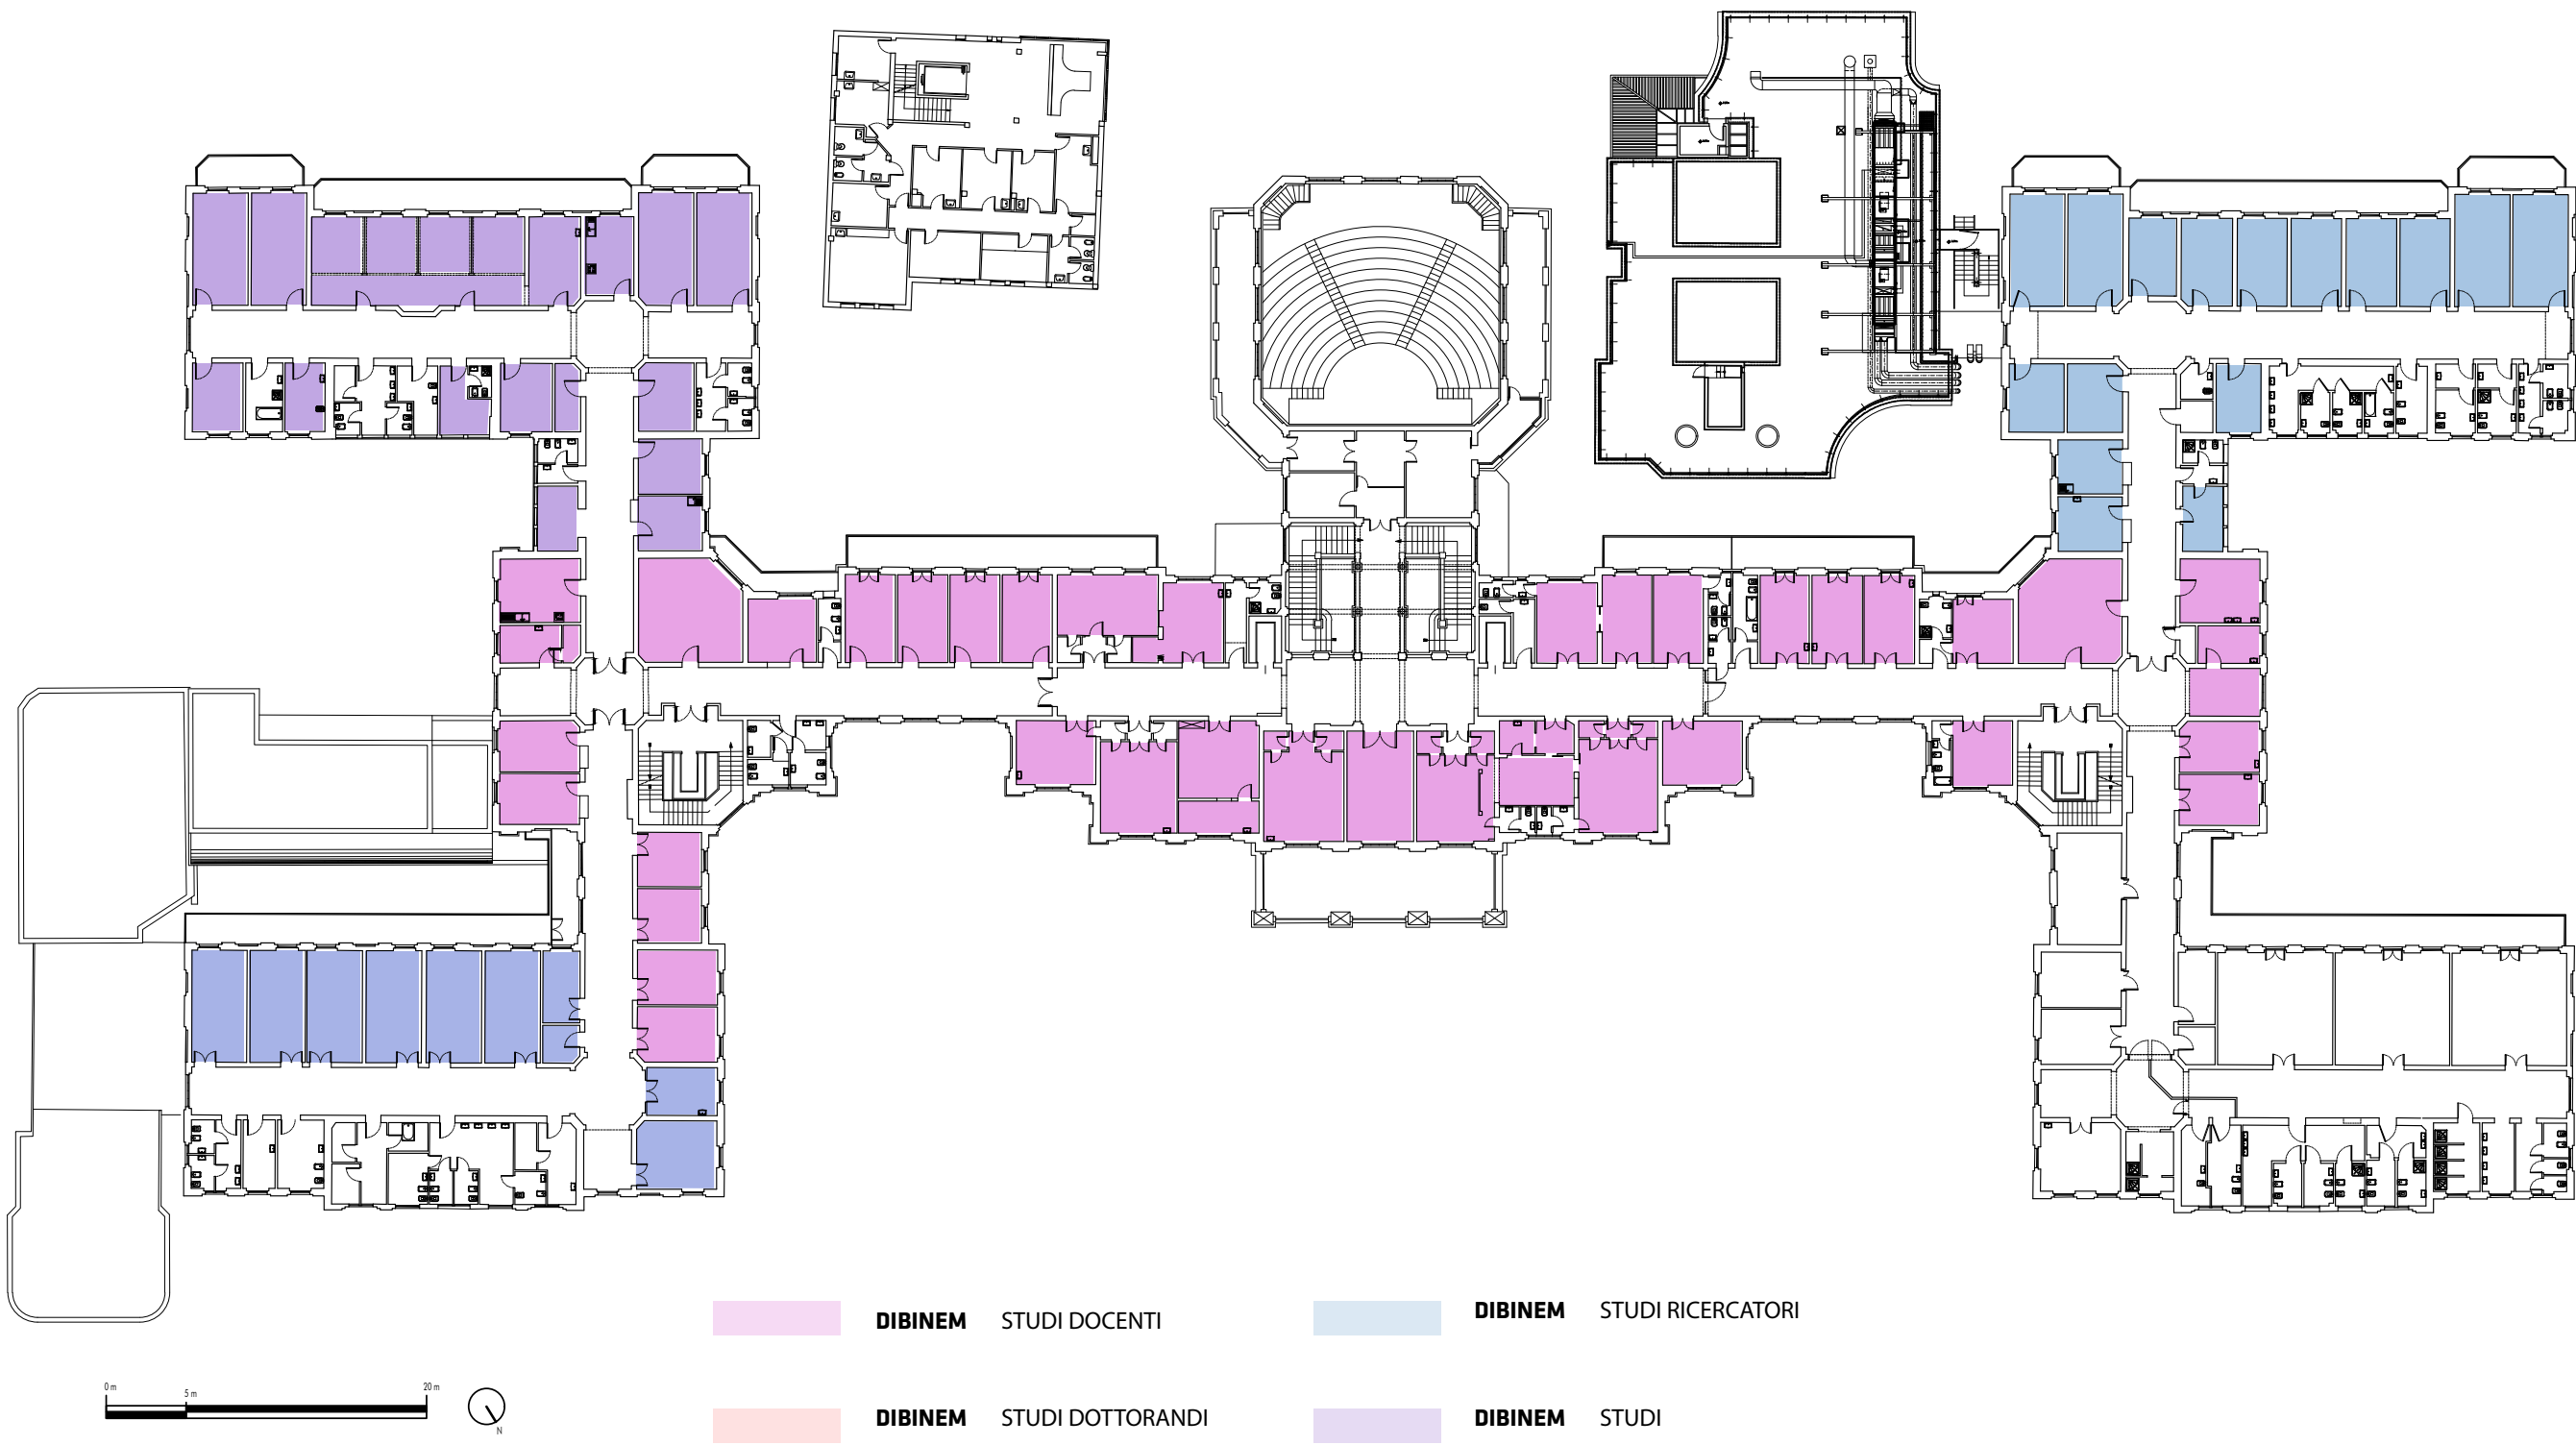 DIBINEM STUDI DOCENTI
DIBINEM STUDI RICERCATORI
0 m 5 m 20 m
N
DIBINEM STUDI DOTTORANDI
DIBINEM STUDI